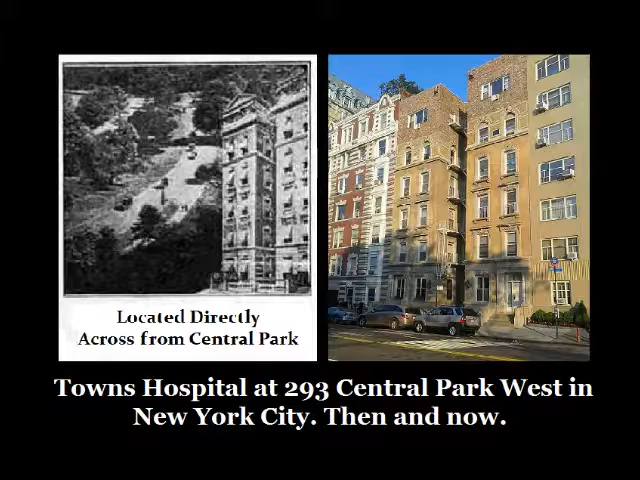 Located Directly
Across from Central Park
Towns Hospital at 293 Central Park West in
New York City. Then and now.